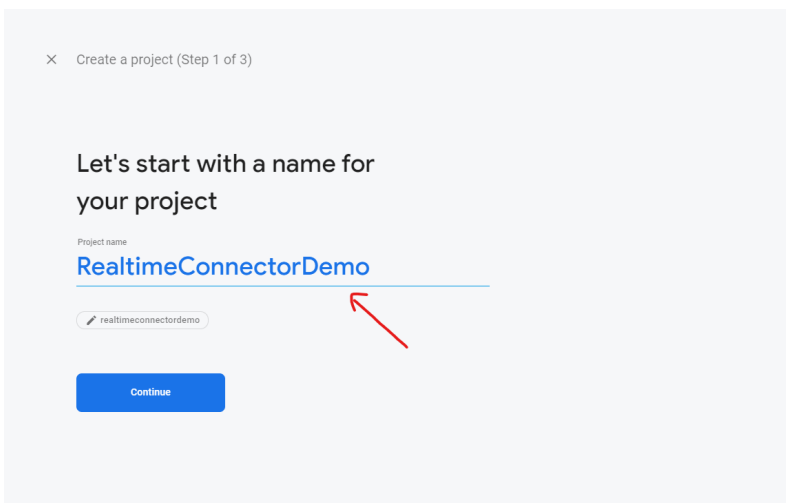 Create a project (Step 1 of 3)
Let's start with a name for
your project
Project name
RealtimeConnectorDemo
realtimeconnectordemo
Continue